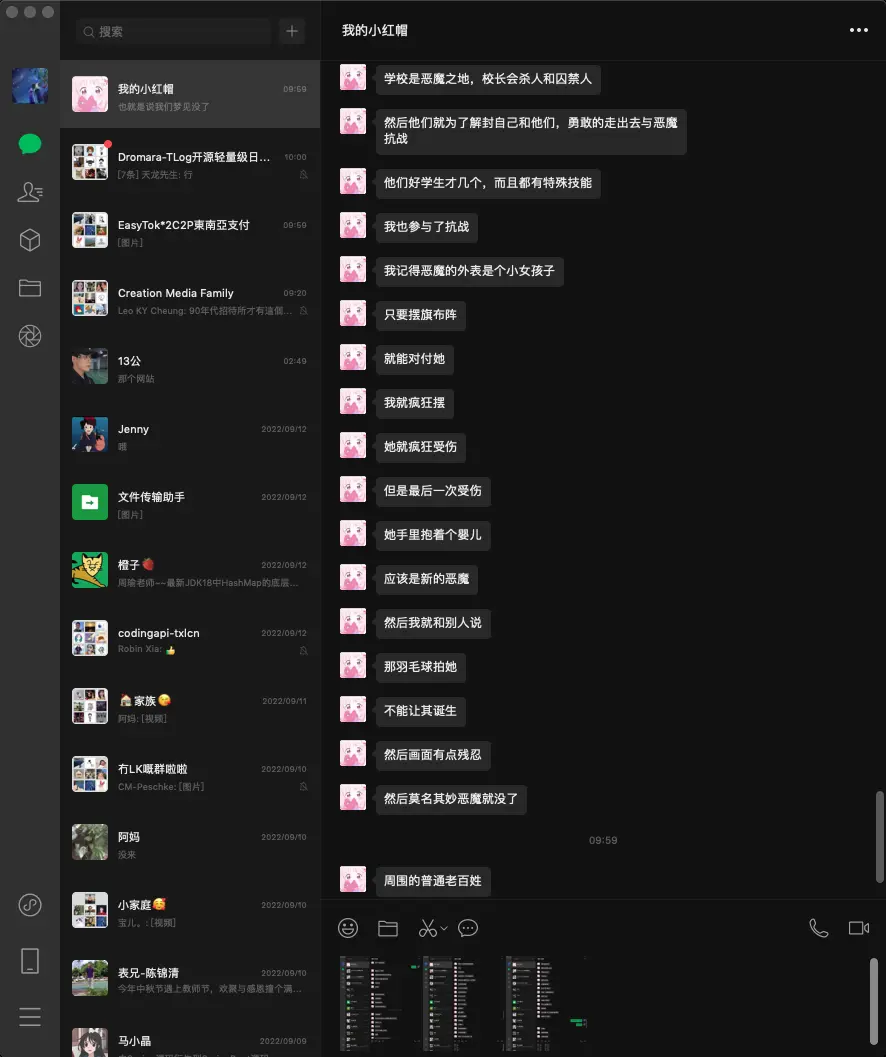 搜索
我的小红帽
我的小红帽 09:59
也就是说我们梦见没了
Dromara-TLog开源轻量级日... 10:00
[7条] 天龙先生: 行
EasyTok*2C2P東南亞支付 09:59
[图片]
Creation Media Family 09:20
Leo KY Cheung: 90年代招待所才有這個...
13公 02:49
那个网站
Jenny 2022/09/12
哦
文件传输助手 2022/09/12
[图片]
橙子🍓 2022/09/12
周瑜老师~~最新JDK18中HashMap的底层...
codingapi-txlcn 2022/09/12
Robin Xia: 👍
🏠家族🥰 2022/09/11
阿妈: [视频]
冇LK嘅群啦啦 2022/09/10
CM-Peschke: [图片]
阿妈 2022/09/10
没来
小家庭🥰 2022/09/10
宝儿。: [视频]
表兄-陈锦清 2022/09/10
今年中秋节遇上教师节，欢聚与感恩撞个满...
马小晶 2022/09/09
学校是恶魔之地，校长会杀人和囚禁人
然后他们就为了解封自己和他们，勇敢的走出去与恶魔
抗战
他们好学生才几个，而且都有特殊技能
我也参与了抗战
我记得恶魔的外表是个小女孩子
只要摆旗布阵
就能对付她
我就疯狂摆
她就疯狂受伤
但是最后一次受伤
她手里抱着个婴儿
应该是新的恶魔
然后我就和别人说
那羽毛球拍她
不能让其诞生
然后画面有点残忍
然后莫名其妙恶魔就没了
09:59
周围的普通老百姓